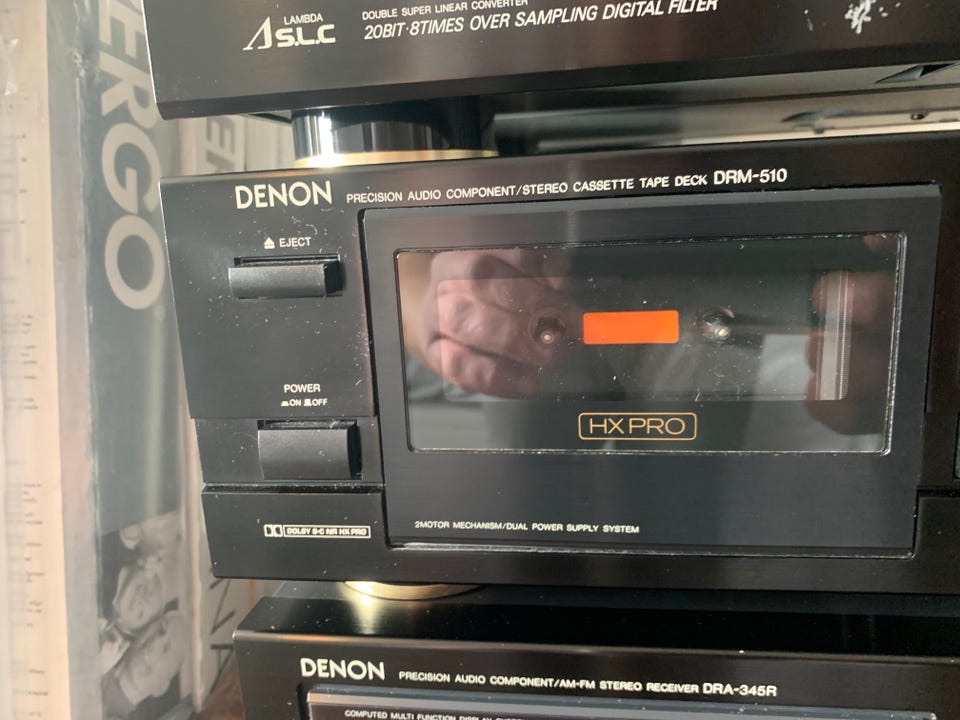 LAMBDA
S.L.C
DOUBLE SUPER LINEAR CONVERTER
20BIT·8TIMES OVER SAMPLING DIGITAL FILTER
ERGO
DENON PRECISION AUDIO COMPONENT/STEREO CASSETTE TAPE DECK DRM-510
EJECT
POWER
ON OFF
HX PRO
DOLBY B-C NR HX PRO
2MOTOR MECHANISM/DUAL POWER SUPPLY SYSTEM
DENON PRECISION AUDIO COMPONENT/AM-FM STEREO RECEIVER DRA-345R
COMPUTED MULTI FUNCTION DISPLAY